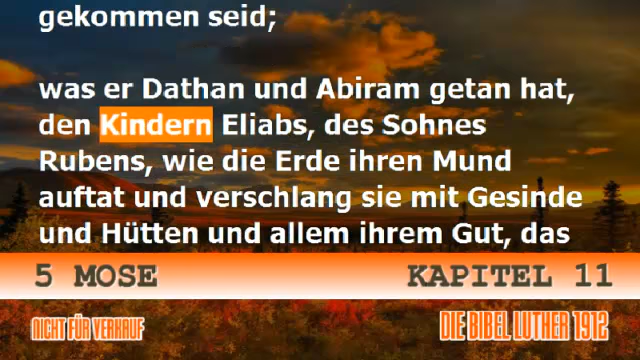 gekommen seid;
was er Dathan und Abiram getan hat,
den Kindern Eliabs, des Sohnes
Rubens, wie die Erde ihren Mund
auftat und verschlang sie mit Gesinde
und Hütten und allem ihrem Gut, das
5 MOSE KAPITEL 11
NICHT FÜR VERKAUF DIE BIBEL LUTHER 1912